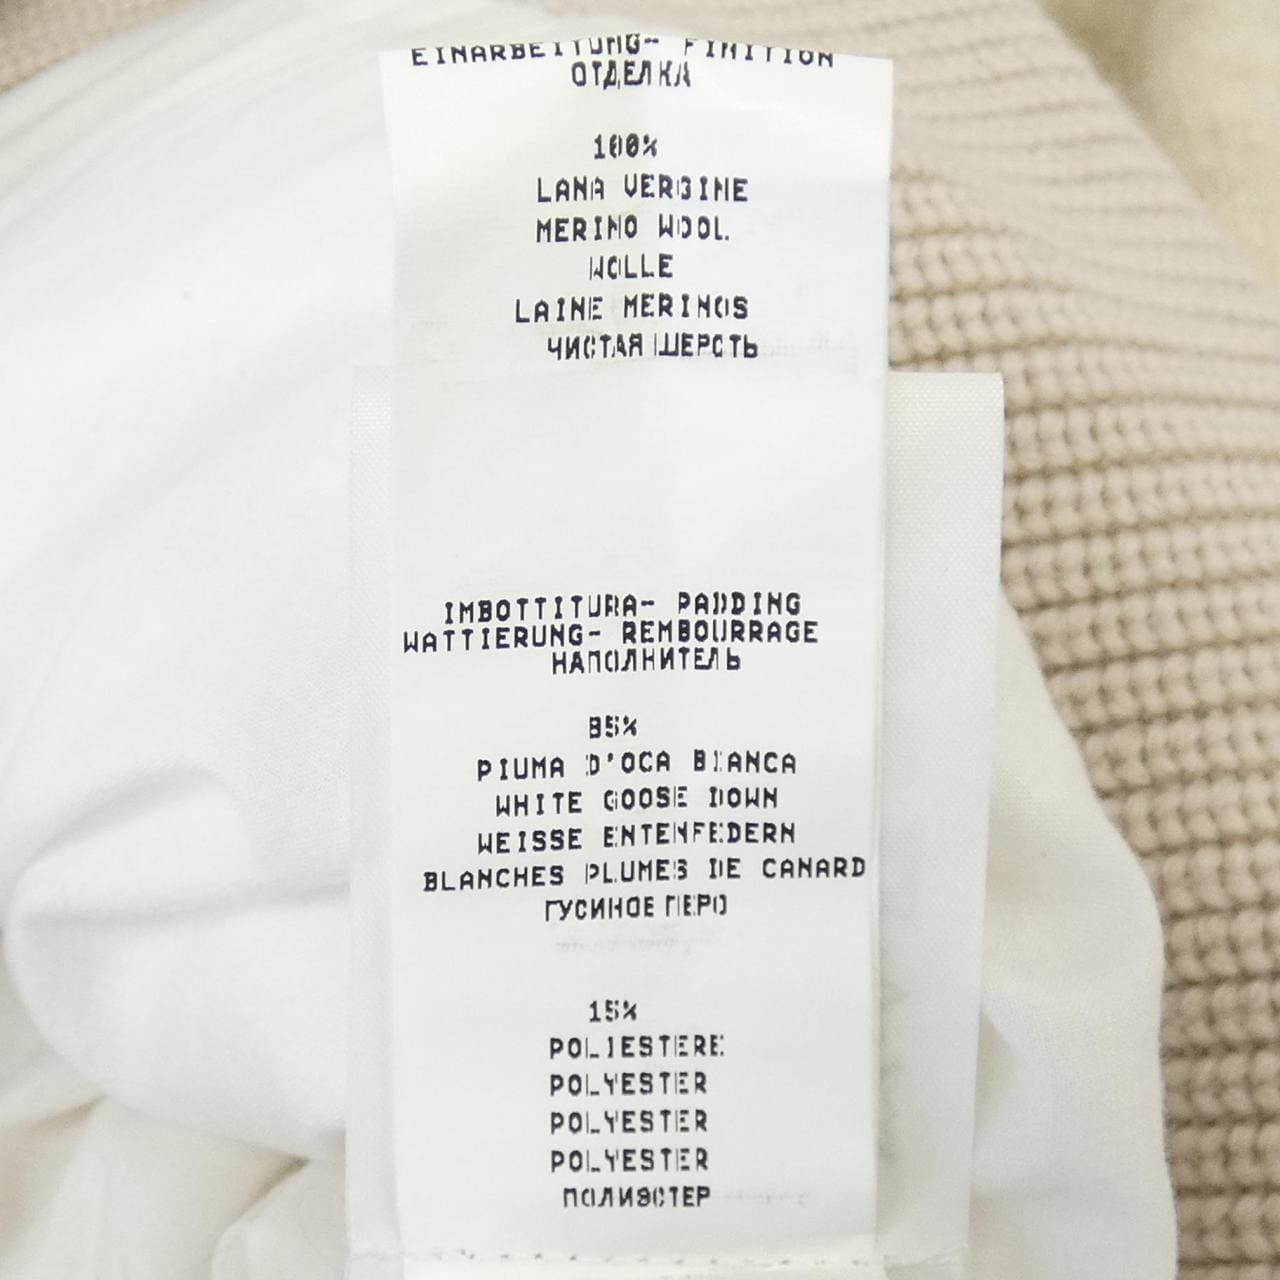 EINARBEITUNG- FINITION
ОТДЕЛКА
100%
LANA VERGINE
MERINO WOOL
WOLLE
LAINE MERINOS
ЧИСТАЯ ШЕРСТЬ
IMBOTTITURA- PADDING
WATTIERUNG- REMBOURRAGE
НАПОЛНИТЕЛЬ
85%
PIUMA D'OCA BIANCA
WHITE GOOSE DOWN
WEISSE ENTENFEDERN
BLANCHES PLUMES DE CANARD
ГУСИНОЕ ПЕРО
15%
POLIESTERE
POLYESTER
POLYESTER
POLYESTER
ПОЛИЭСТЕР